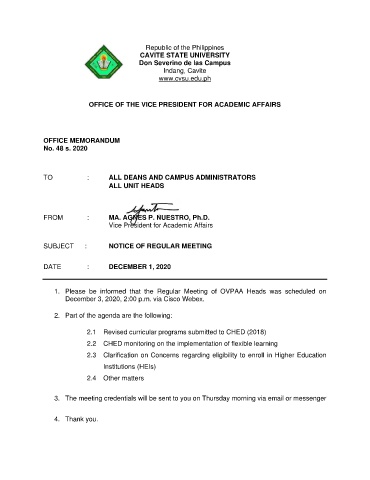 Republic of the Philippines
CAVITE STATE UNIVERSITY
Don Severino de las Campus
Indang, Cavite
www.cvsu.edu.ph
OFFICE OF THE VICE PRESIDENT FOR ACADEMIC AFFAIRS
OFFICE MEMORANDUM
No. 48 s. 2020
TO : ALL DEANS AND CAMPUS ADMINISTRATORS
ALL UNIT HEADS
FROM : MA. AGNES P. NUESTRO, Ph.D.
Vice President for Academic Affairs
SUBJECT : NOTICE OF REGULAR MEETING
DATE : DECEMBER 1, 2020
1. Please be informed that the Regular Meeting of OVPAA Heads was scheduled on
December 3, 2020, 2:00 p.m. via Cisco Webex.
2. Part of the agenda are the following:
2.1 Revised curricular programs submitted to CHED (2018)
2.2 CHED monitoring on the implementation of flexible learning
2.3 Clarification on Concerns regarding eligibility to enroll in Higher Education
Institutions (HEIs)
2.4 Other matters
3. The meeting credentials will be sent to you on Thursday morning via email or messenger
4. Thank you.